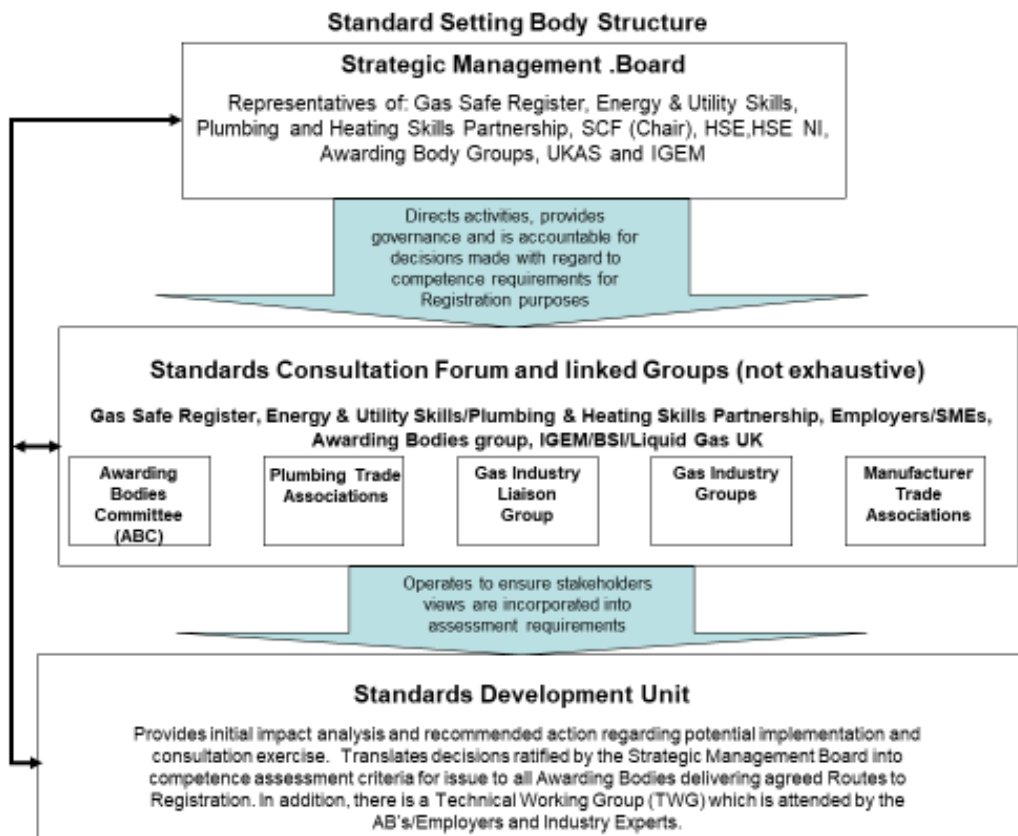 Standard Setting Body Structure
Strategic Management .Board
Representatives of: Gas Safe Register, Energy & Utility Skills,
Plumbing and Heating Skills Partnership, SCF (Chair), HSE,HSE NI,
Awarding Body Groups, UKAS and IGEM
Directs activities, provides
governance and is accountable for
decisions made with regard to
competence requirements for
Registration purposes
Standards Consultation Forum and linked Groups (not exhaustive)
Gas Safe Register, Energy & Utility Skills/Plumbing & Heating Skills Partnership, Employers/SMEs,
Awarding Bodies group, IGEM/BSI/Liquid Gas UK
Awarding
Bodies
Committee
(ABC)
Plumbing Trade
Associations
Gas Industry
Liaison
Group
Gas Industry
Groups
Manufacturer
Trade
Associations
Operates to ensure stakeholders
views are incorporated into
assessment requirements
Standards Development Unit
Provides initial impact analysis and recommended action regarding potential implementation and
consultation exercise. Translates decisions ratified by the Strategic Management Board into
competence assessment criteria for issue to all Awarding Bodies delivering agreed Routes to
Registration. In addition, there is a Technical Working Group (TWG) which is attended by the
AB's/Employers and Industry Experts.